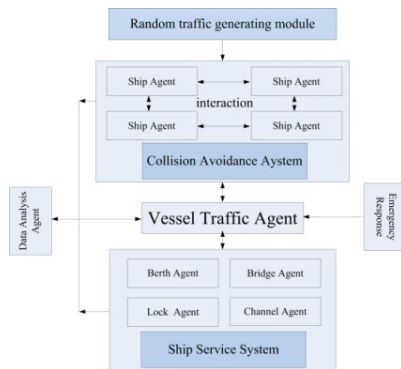 Random traffic generating module
Ship Agent
Ship Agent
interaction
Ship Agent
Ship Agent
Collision Avoidance Aystem
Data Analysis
Agent
Vessel Traffic Agent
Emergency
Response
Berth Agent
Bridge Agent
Lock Agent
Channel Agent
Ship Service System